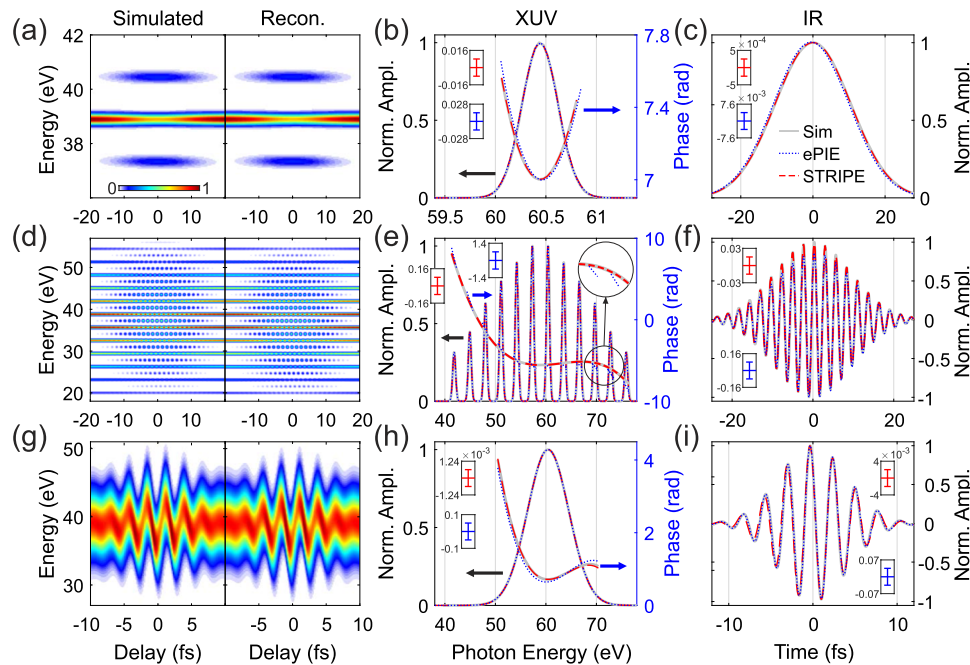 Simulated Recon. XUV IR
(a) (b) (c)
Energy (eV)
42
40
38
0 1
-20 -10 0 10 -10 0 10 20
Norm. Ampl.
1
0.5
0
0.016
-0.016
0.028
-0.028
7.8
7.4
7
Phase (rad)
59.5 60 60.5 61
5 × 10⁻⁴
-5
7.6 × 10⁻³
-7.6
Sim
ePIE
STRIPE
1
0.5
0
Norm. Ampl.
-20 0 20
(d) (e) (f)
Energy (eV)
50
40
30
20
-20 -10 0 10 -10 0 10 20
Norm. Ampl.
1
0.5
0
0.16
-0.16
1.4
-1.4
10
0
-10
Phase (rad)
40 50 60 70
0.03
-0.03
0.16
-0.16
1
0.5
0
-0.5
-1
Norm. Ampl.
-20 0 20
(g) (h) (i)
Energy (eV)
50
40
30
-10 -5 0 5 -5 0 5 10
Delay (fs) Delay (fs)
Norm. Ampl.
1
0.5
0
1.24 × 10⁻³
-1.24
0.1
-0.1
4
2
0
Phase (rad)
40 50 60 70
Photon Energy (eV)
4 × 10⁻³
-4
0.07
-0.07
1
0.5
0
-0.5
-1
Norm. Ampl.
-10 0 10
Time (fs)